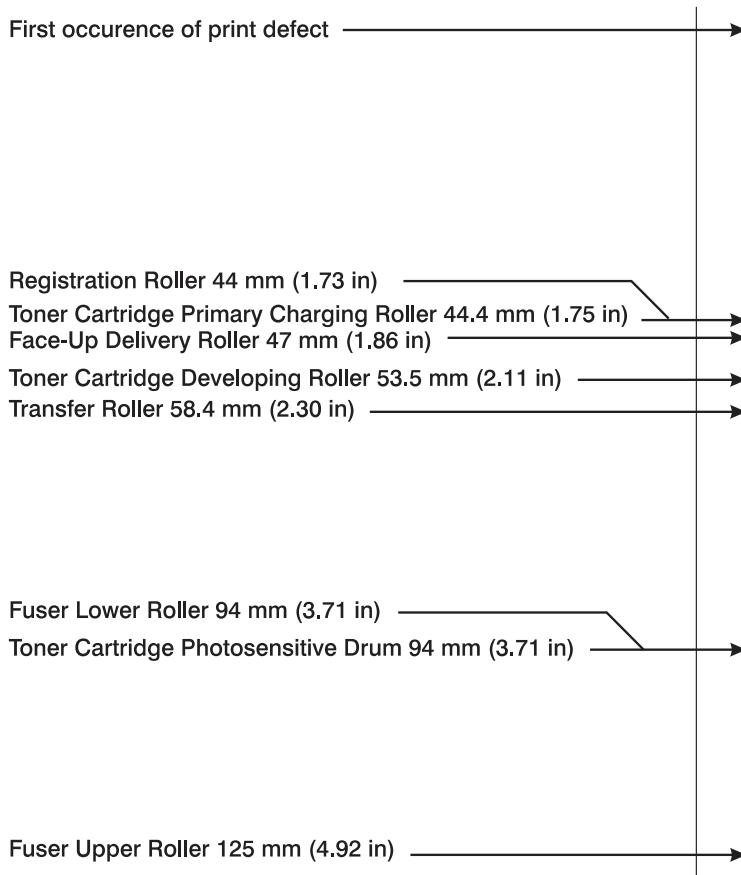 First occurence of print defect
Registration Roller 44 mm (1.73 in)
Toner Cartridge Primary Charging Roller 44.4 mm (1.75 in)
Face-Up Delivery Roller 47 mm (1.86 in)
Toner Cartridge Developing Roller 53.5 mm (2.11 in)
Transfer Roller 58.4 mm (2.30 in)
Fuser Lower Roller 94 mm (3.71 in)
Toner Cartridge Photosensitive Drum 94 mm (3.71 in)
Fuser Upper Roller 125 mm (4.92 in)